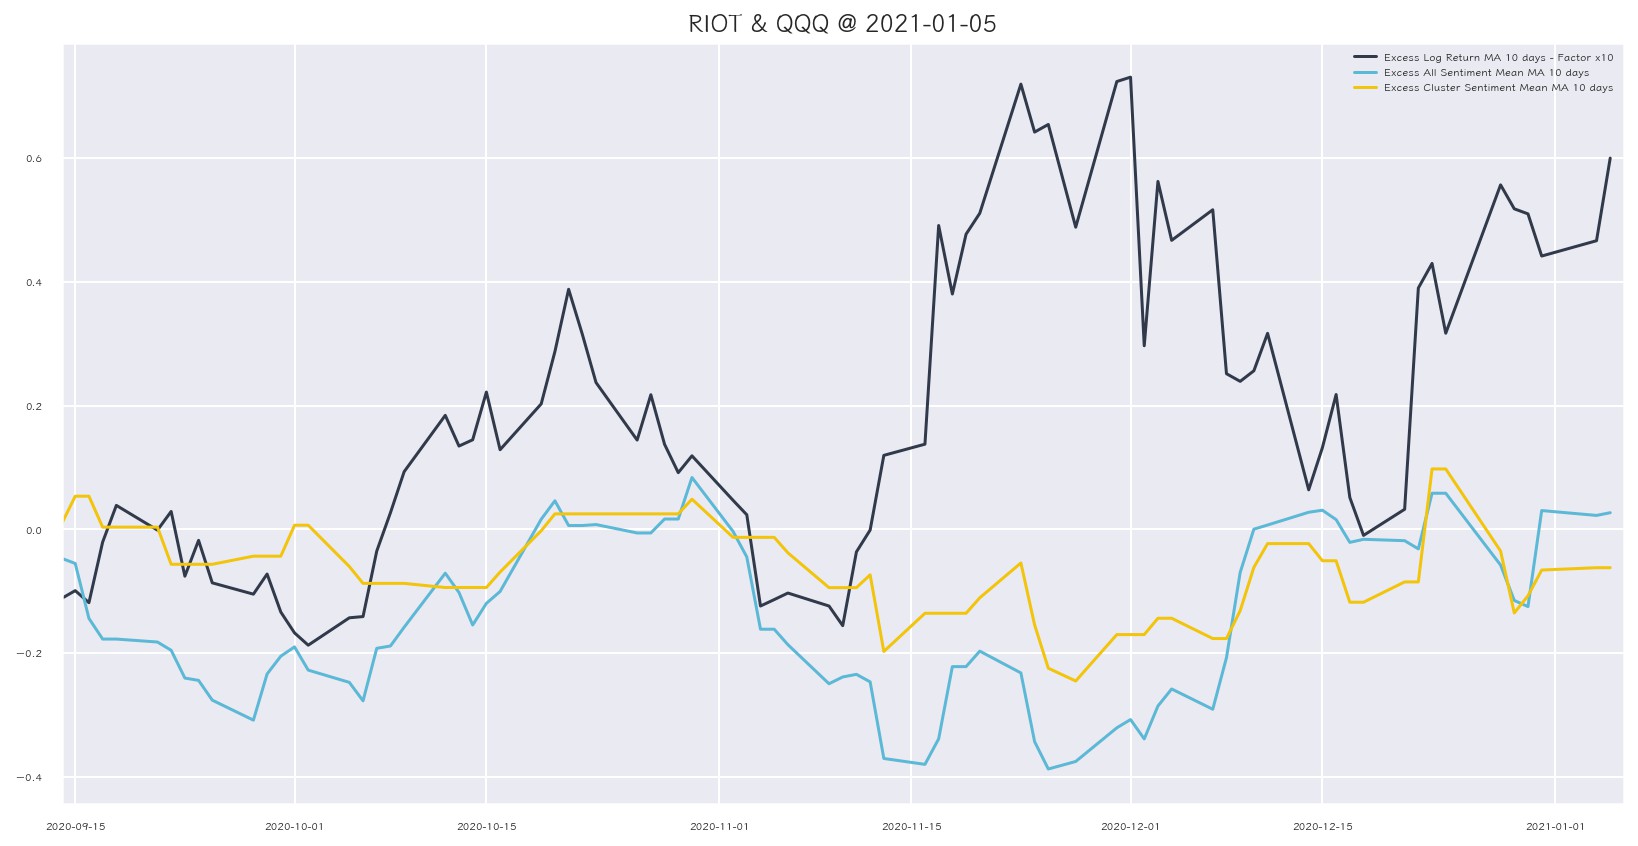 RIOT & QQQ @ 2021-01-05
Excess Log Return MA 10 days - Factor x10
Excess All Sentiment Mean MA 10 days
Excess Cluster Sentiment Mean MA 10 days
0.6
0.4
0.2
0.0
−0.2
−0.4
2020-09-15 2020-10-01 2020-10-15 2020-11-01 2020-11-15 2020-12-01 2020-12-15 2021-01-01